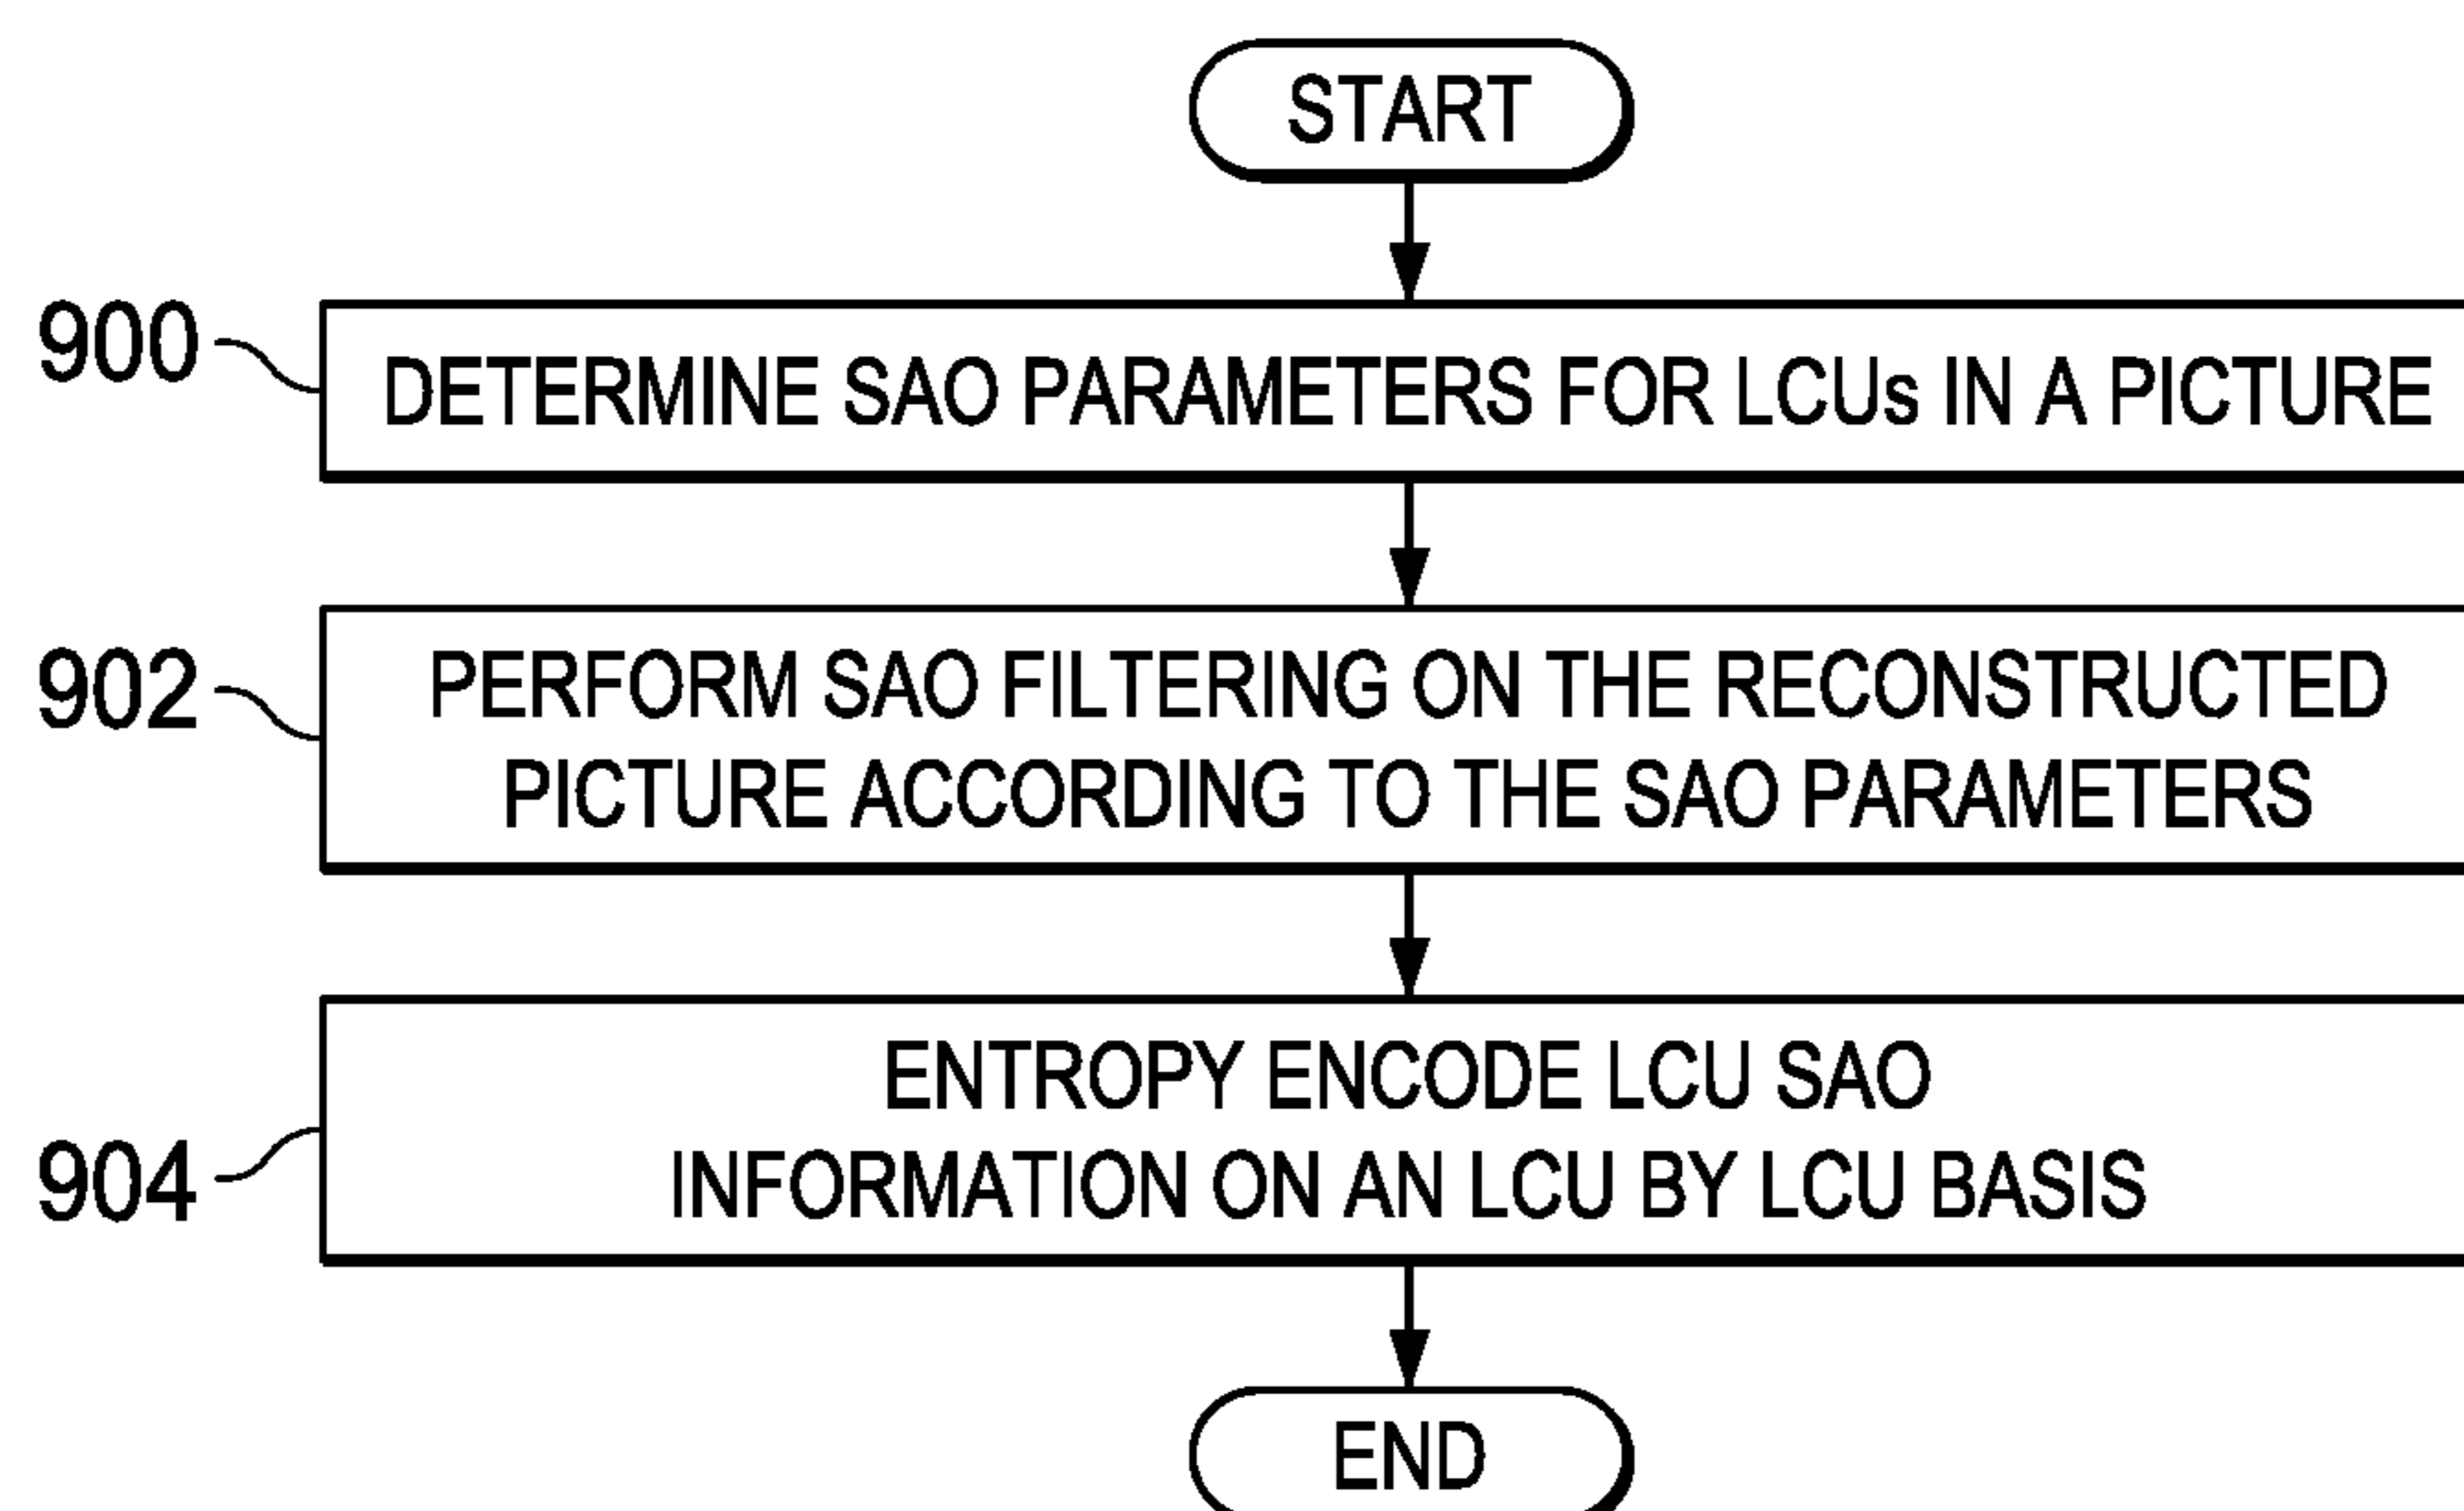 START
900
DETERMINE SAO PARAMETERS FOR LCUs IN A PICTURE
902
PERFORM SAO FILTERING ON THE RECONSTRUCTED
PICTURE ACCORDING TO THE SAO PARAMETERS
904
ENTROPY ENCODE LCU SAO
INFORMATION ON AN LCU BY LCU BASIS
END